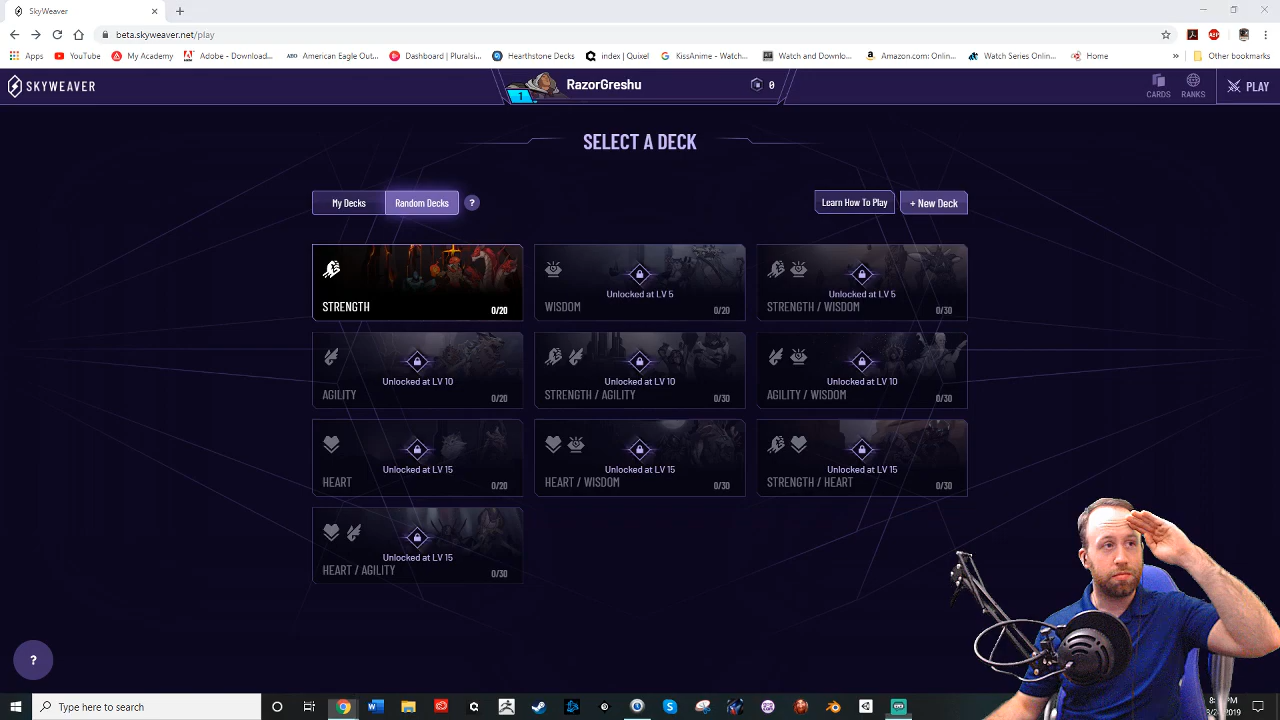 SkyWeaver
beta.skyweaver.net/play
Apps
YouTube
My Academy
Adobe - Download...
American Eagle Out...
Dashboard | Pluralsi...
Hearthstone Decks
index | Quixel
KissAnime - Watch...
Watch and Downlo...
Amazon.com/online...
Watch Series Onlin...
Home
Other bookmarks
SKYWEAVER
1
RazorGreshu
0
CARDS
RANKS
PLAY
SELECT A DECK
My Decks
Random Decks
?
Learn How To Play
+ New Deck
STRENGTH
0/20
Unlocked at LV 5
WISDOM
0/20
Unlocked at LV 5
STRENGTH / WISDOM
0/30
Unlocked at LV 10
AGILITY
0/20
Unlocked at LV 10
STRENGTH / AGILITY
0/30
Unlocked at LV 10
AGILITY / WISDOM
0/30
Unlocked at LV 15
HEART
0/20
Unlocked at LV 15
HEART / WISDOM
0/30
Unlocked at LV 15
STRENGTH / HEART
0/30
Unlocked at LV 15
HEART / AGILITY
0/30
?
Type here to search